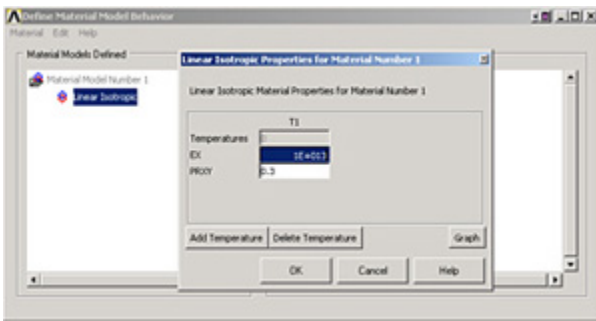 Define Material Model Behavior
Material Edit Help
Material Models Defined
Material Model Number 1
Linear Isotropic
Linear Isotropic Properties for Material Number 1
Linear Isotropic Material Properties for Material Number 1
T1
Temperatures 0
EX 1E+013
PRXY 0.3
Add Temperature Delete Temperature Graph
OK Cancel Help